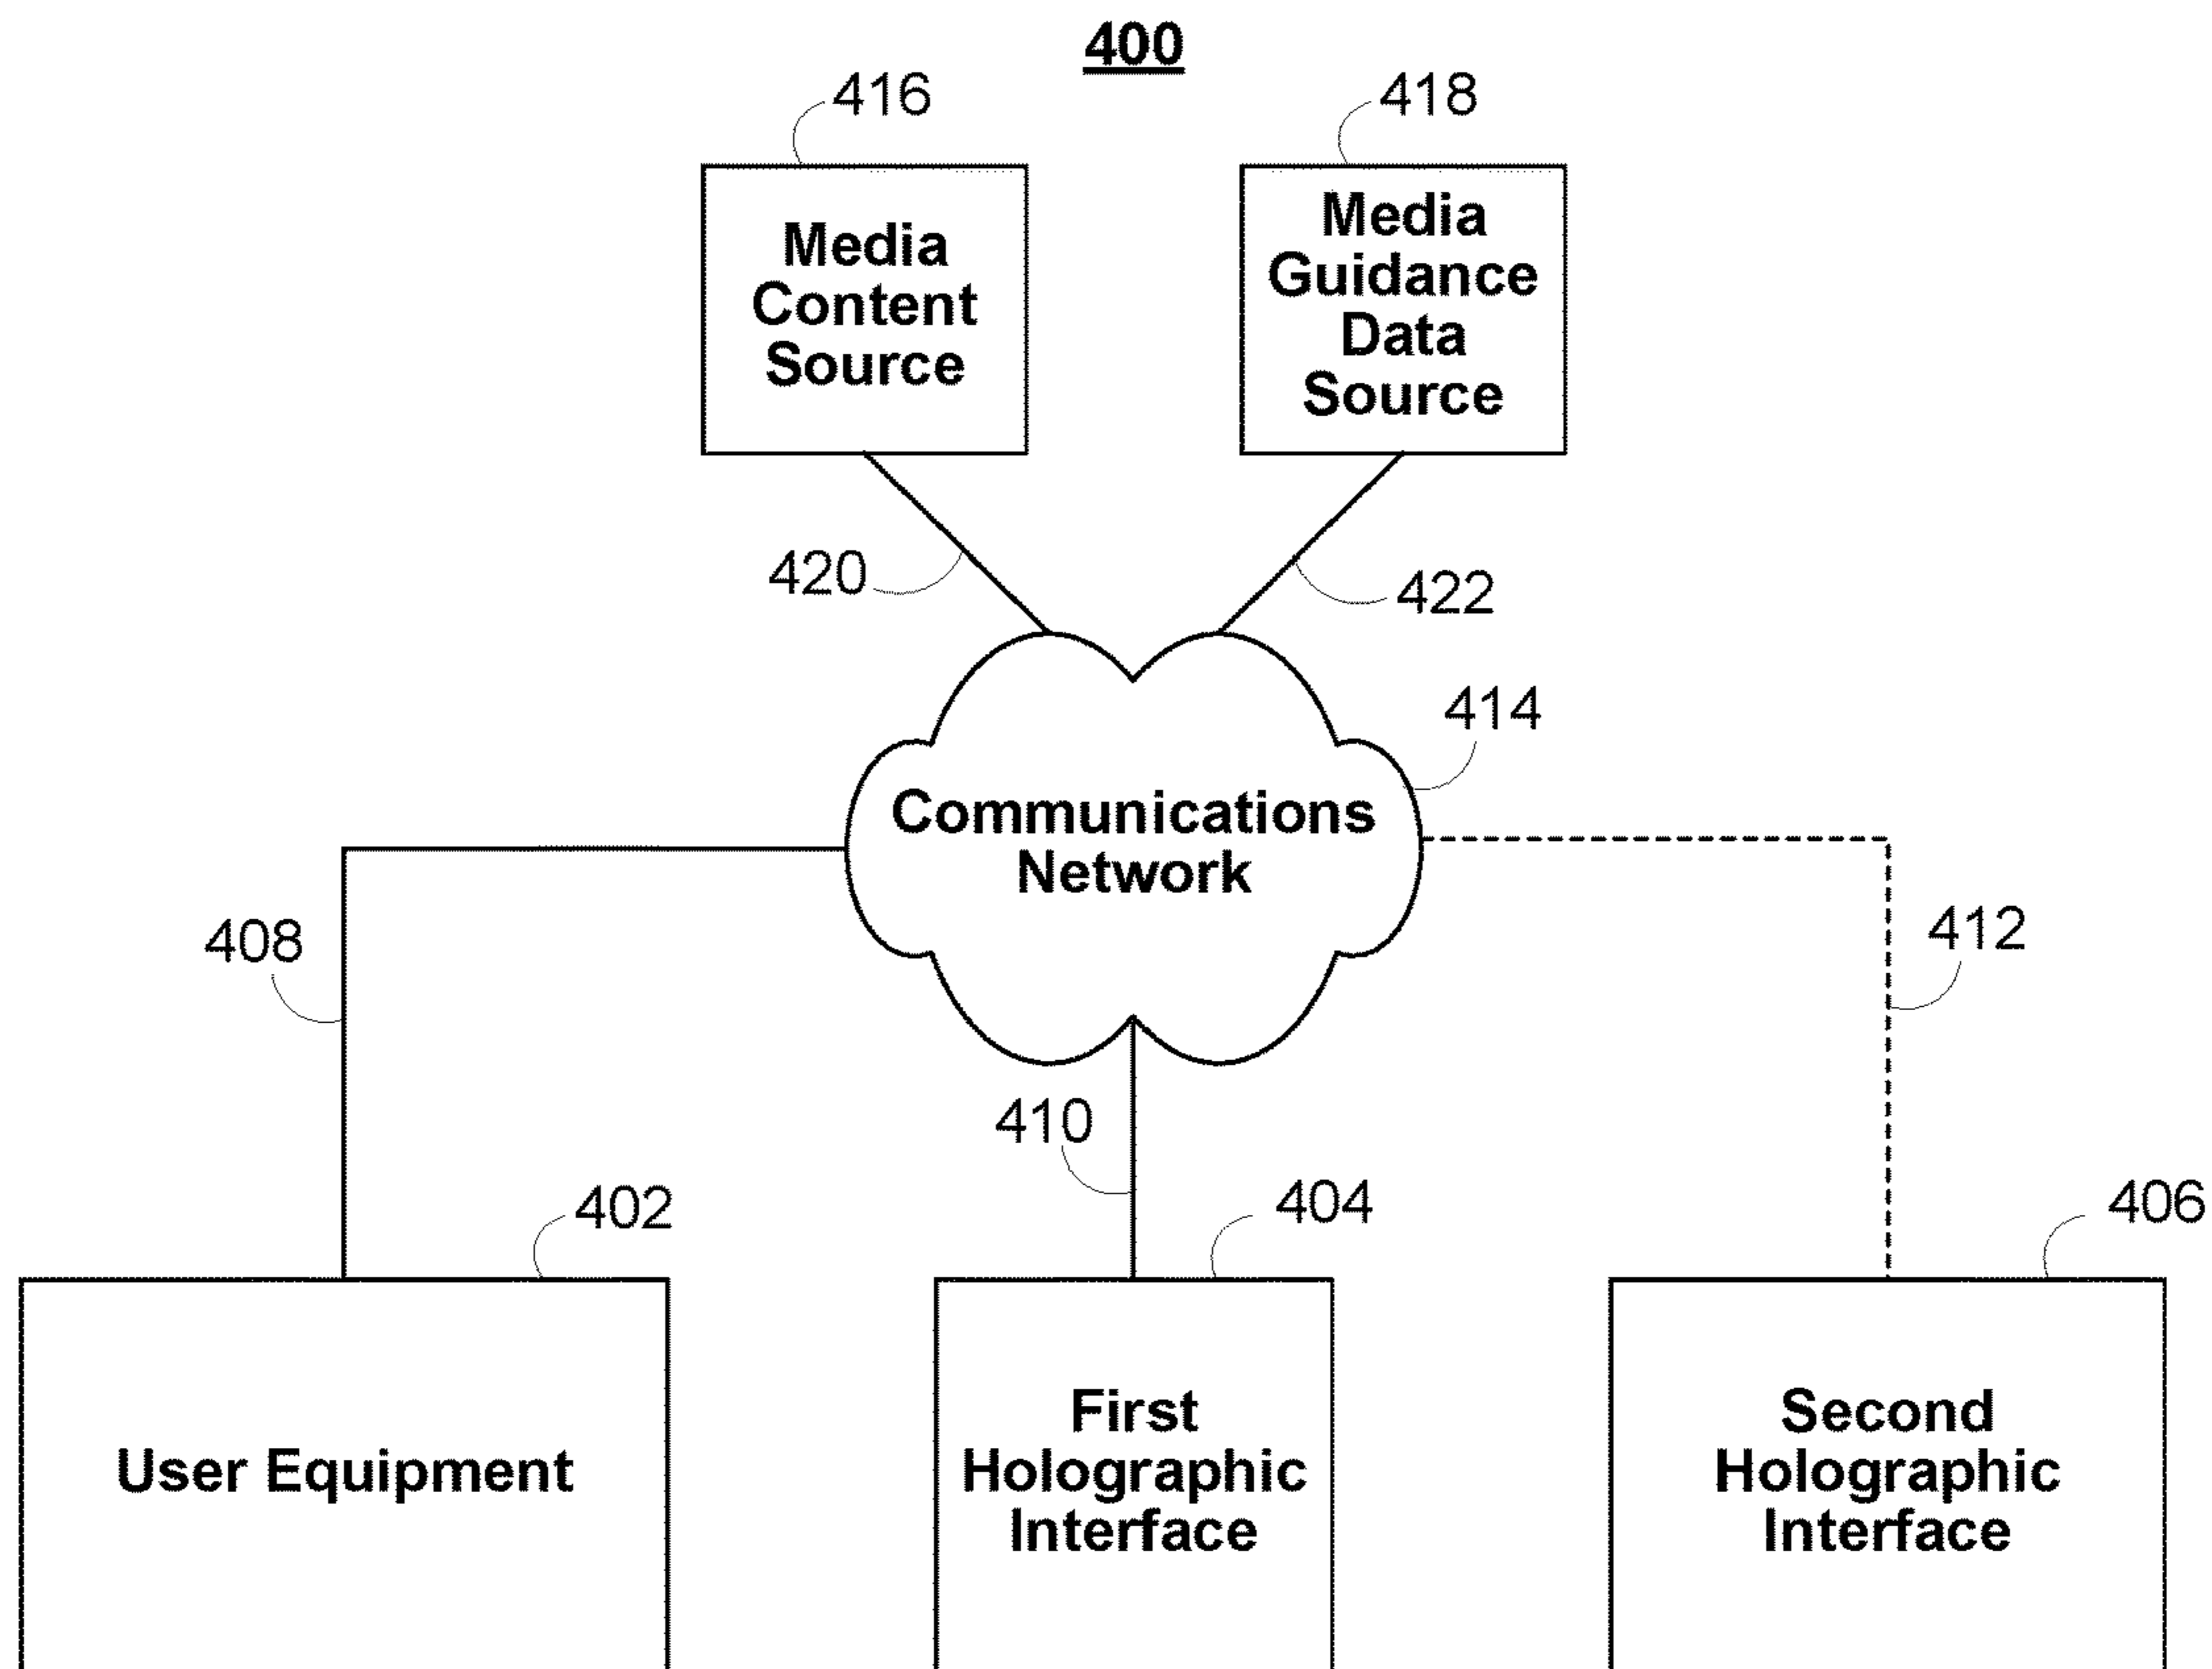 400
416
418
Media
Content
Source
Media
Guidance
Data
Source
420
422
414
Communications
Network
408
412
410
402
404
406
User Equipment
First
Holographic
Interface
Second
Holographic
Interface